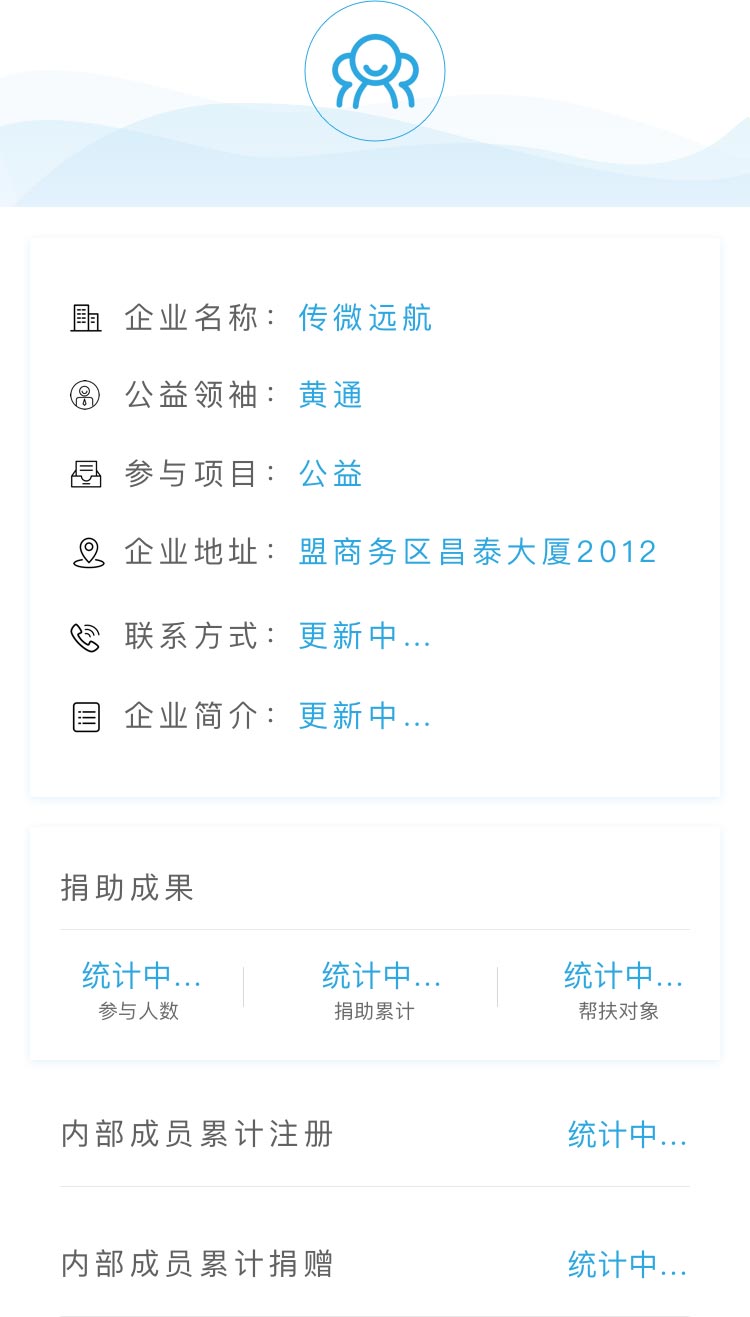 企业名称：传微远航
公益领袖：黄通
参与项目：公益
企业地址：盟商务区昌泰大厦2012
联系方式：更新中...
企业简介：更新中...
捐助成果
统计中... 统计中... 统计中...
参与人数 捐助累计 帮扶对象
内部成员累计注册 统计中...
内部成员累计捐赠 统计中...